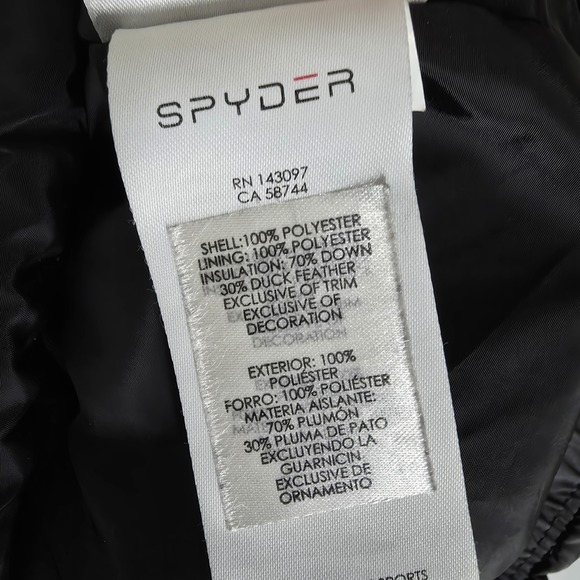 SPYDER
RN 143097
CA 58744
SHELL:100% POLYESTER
LINING: 100% POLYESTER
INSULATION: 70% DOWN
30% DUCK FEATHER
EXCLUSIVE OF TRIM
EXCLUSIVE OF
DECORATION
DECORATION
EXTERIOR: 100%
POLIÉSTER
FORRO: 100% POLIÉSTER
MATERIA AISLANTE:
70% PLUMÓN
30% PLUMA DE PATO
EXCLUYENDO LA
GUARNICIN
EXCLUSIVE DE
ORNAMENTO
SPORTS